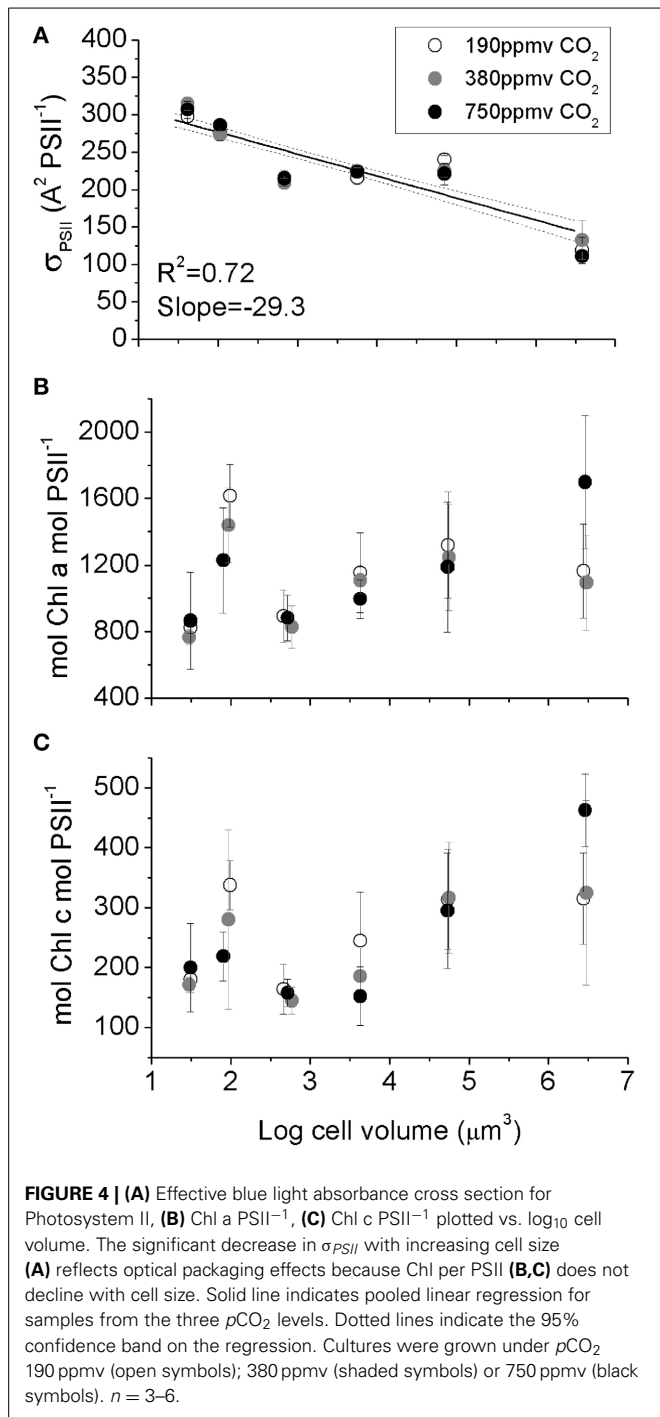 A
400
350
300
250
200
150
100
50
0
σPSII (A² PSII⁻¹)
190ppmv CO₂
380ppmv CO₂
750ppmv CO₂
R²=0.72
Slope=-29.3
B
2000
1600
1200
800
400
mol Chl a mol PSII⁻¹
C
500
400
300
200
100
mol Chl c mol PSII⁻¹
1 2 3 4 5 6 7
Log cell volume (μm³)
FIGURE 4 | (A) Effective blue light absorbance cross section for
Photosystem II, (B) Chl a PSII⁻¹, (C) Chl c PSII⁻¹ plotted vs. log₁₀ cell
volume. The significant decrease in σPSII with increasing cell size
(A) reflects optical packaging effects because Chl per PSII (B,C) does not
decline with cell size. Solid line indicates pooled linear regression for
samples from the three pCO₂ levels. Dotted lines indicate the 95%
confidence band on the regression. Cultures were grown under pCO₂
190 ppmv (open symbols); 380 ppmv (shaded symbols) or 750 ppmv (black
symbols). n = 3–6.